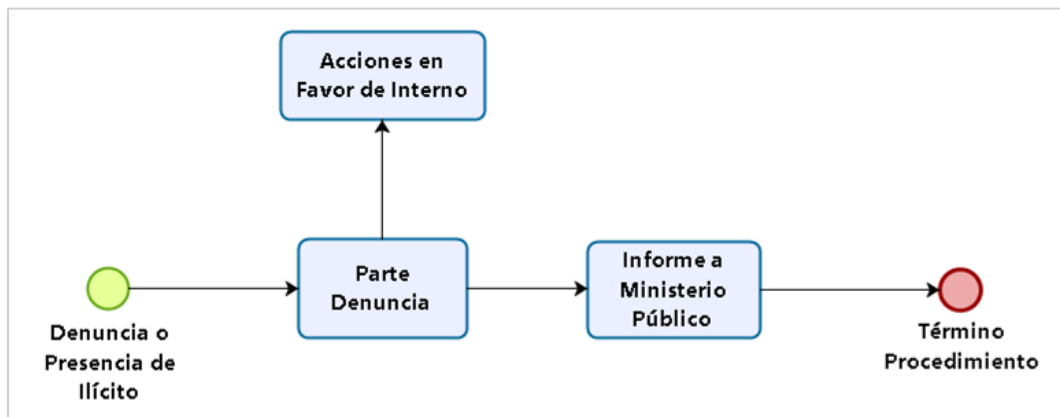 Acciones en
Favor de Interno
Parte
Denuncia
Informe a
Ministerio
Público
Denuncia o
Presencia de
Ilícito
Término
Procedimiento